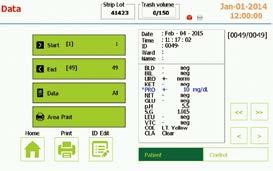 Data
Strip Lot
41423
Trash volume
0/150
Jan-01-2014
12:00:00
Start [1] 1
End [49] 49
Data All
Area Print
Home
Print
ID Edit
Date : Feb - 04 - 2015
Time : 11 : 17 : 02
ID : 0049-
Ward :
Name :
BLD - neg
BIL - neg
URO +- norm
KET - neg
*PRO + 10 mg/dl
NIT - neg
GLU - neg
pH 5.5
S.G 1.015
LEU - neg
VTC - neg
COL Lt. Yellow
CLA Clear
[0049/0049]
<<
>>
<
>
Patient
Control